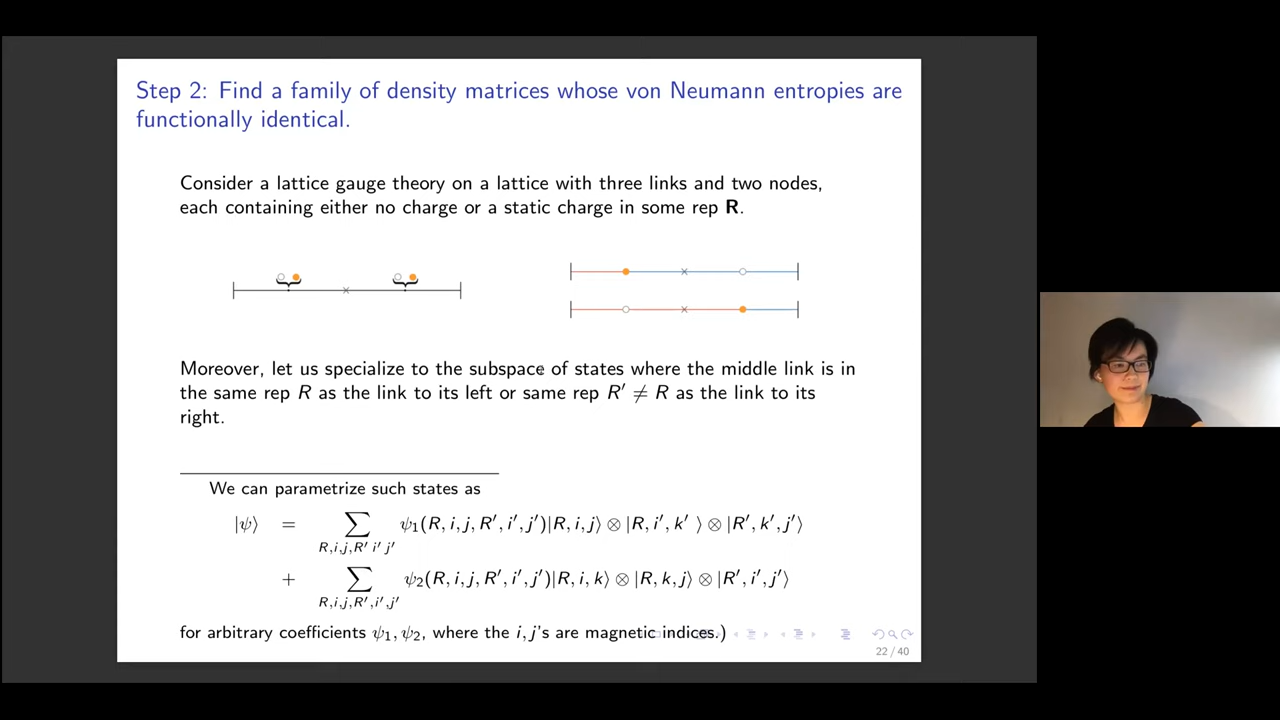 Step 2: Find a family of density matrices whose von Neumann entropies are
functionally identical.
Consider a lattice gauge theory on a lattice with three links and two nodes,
each containing either no charge or a static charge in some rep R.
Moreover, let us specialize to the subspace of states where the middle link is in
the same rep R as the link to its left or same rep R′ ≠ R as the link to its
right.
We can parametrize such states as
|ψ⟩ = ∑ ψ₁(R, i, j, R′, i′, j′)|R, i, j⟩ ⊗ |R, i′, k′ ⟩ ⊗ |R′, k′, j′⟩
R,i,j,R′ i′ j′
+ ∑ ψ₂(R, i, j, R′, i′, j′)|R, i, k⟩ ⊗ |R, k, j⟩ ⊗ |R′, i′, j′⟩
R,i,j,R′,i′,j′
for arbitrary coefficients ψ₁, ψ₂, where the i, j's are magnetic indices.)
22 / 40